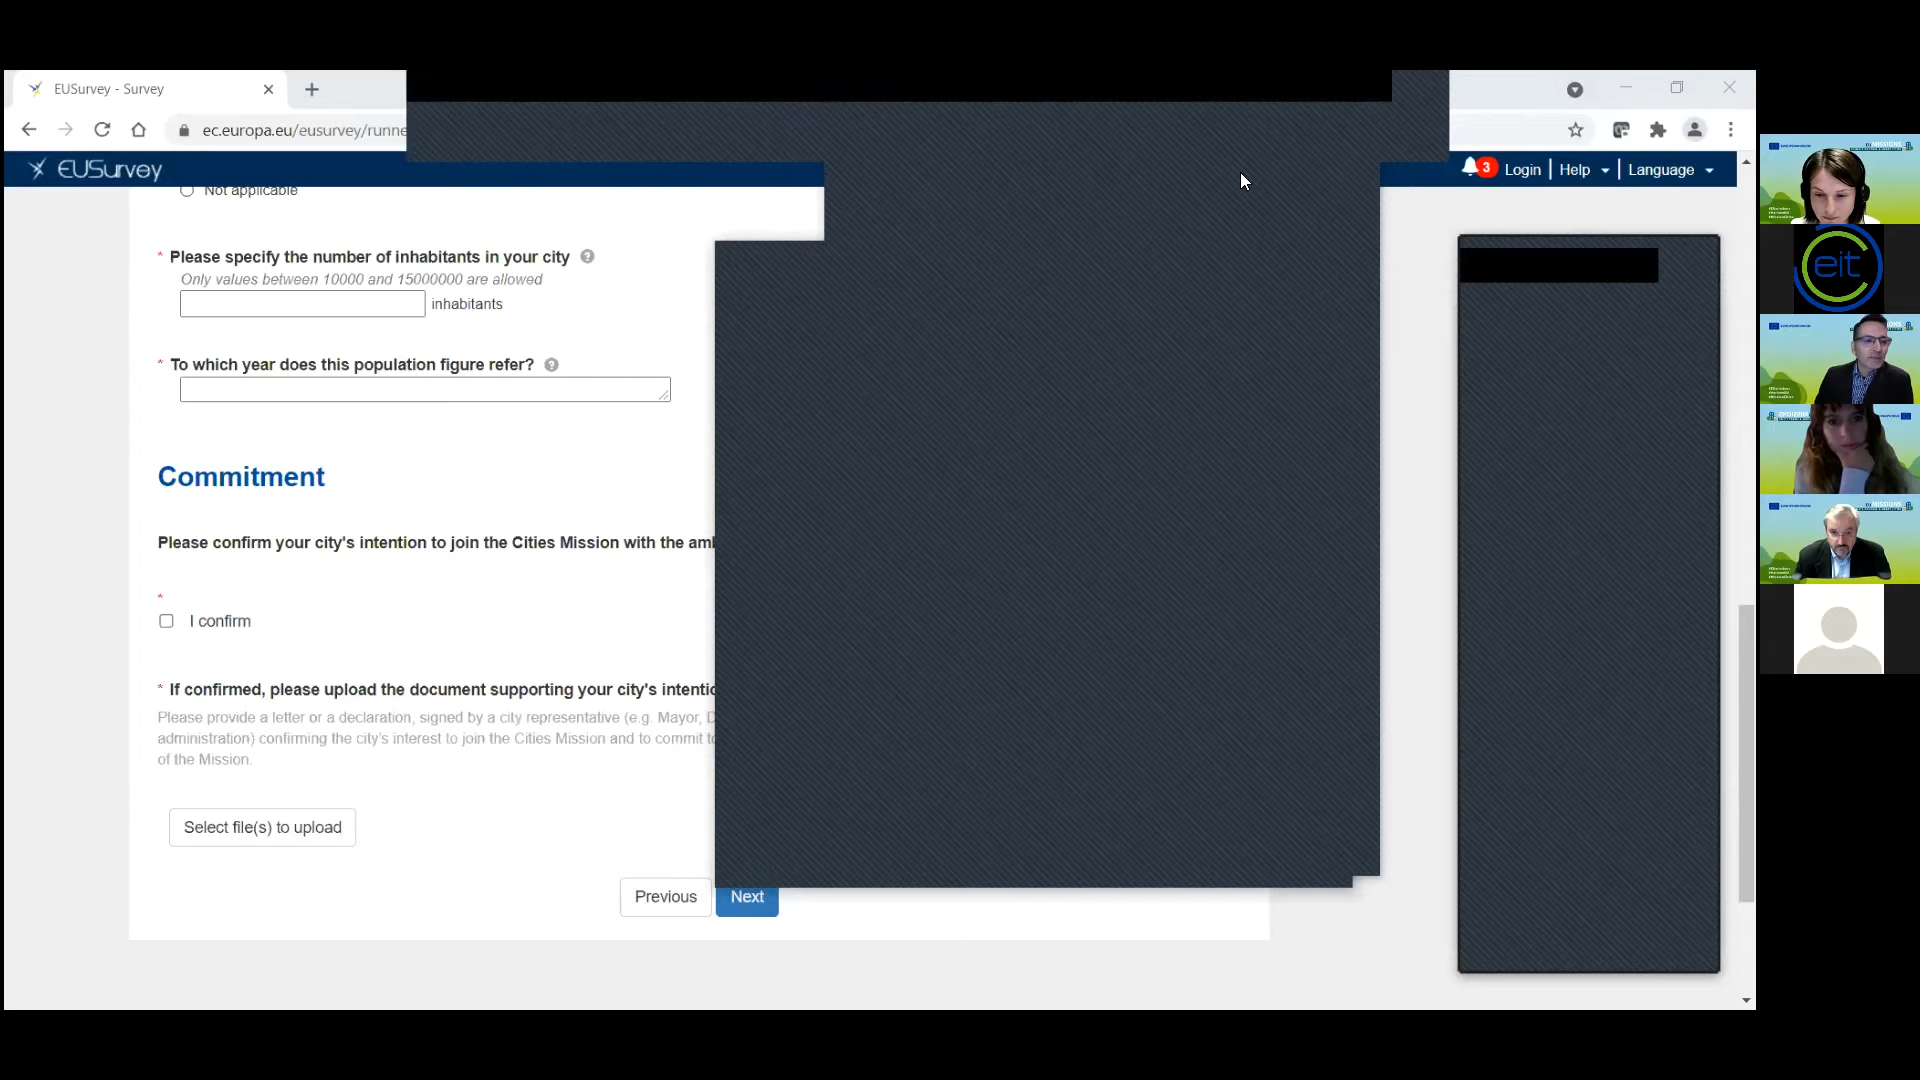 EUSurvey - Survey
ec.europa.eu/eusurvey/runne
EUSurvey
3 Login Help Language
Not applicable
* Please specify the number of inhabitants in your city
Only values between 10000 and 15000000 are allowed
inhabitants
* To which year does this population figure refer?
Commitment
Please confirm your city's intention to join the Cities Mission with the
*
I confirm
* If confirmed, please upload the document supporting your city's
Please provide a letter or a declaration, signed by a city representative (e.g. Mayor,
administration) confirming the city's interest to join the Cities Mission and to commit
of the Mission.
Select file(s) to upload
Previous Next
eit